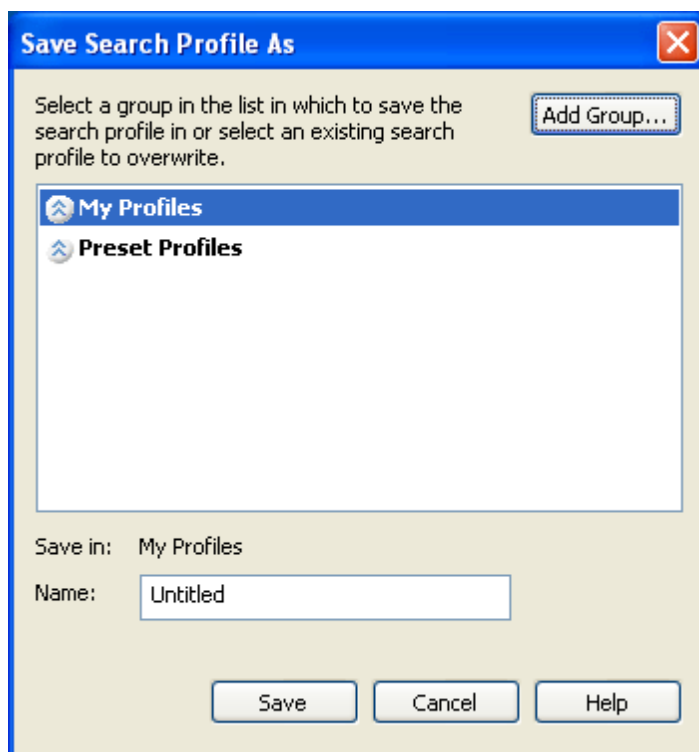 Save Search Profile As
Select a group in the list in which to save the
search profile in or select an existing search
profile to overwrite.
Add Group...
My Profiles
Preset Profiles
Save in: My Profiles
Name: Untitled
Save Cancel Help